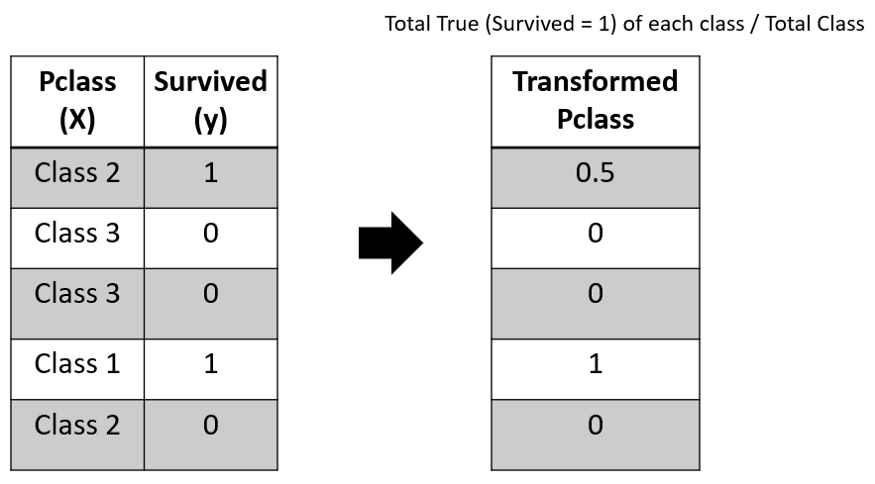 Total True (Survived = 1) of each class / Total Class
Pclass (X) Survived (y) Transformed Pclass
Class 2 1 0.5
Class 3 0 0
Class 3 0 0
Class 1 1 1
Class 2 0 0